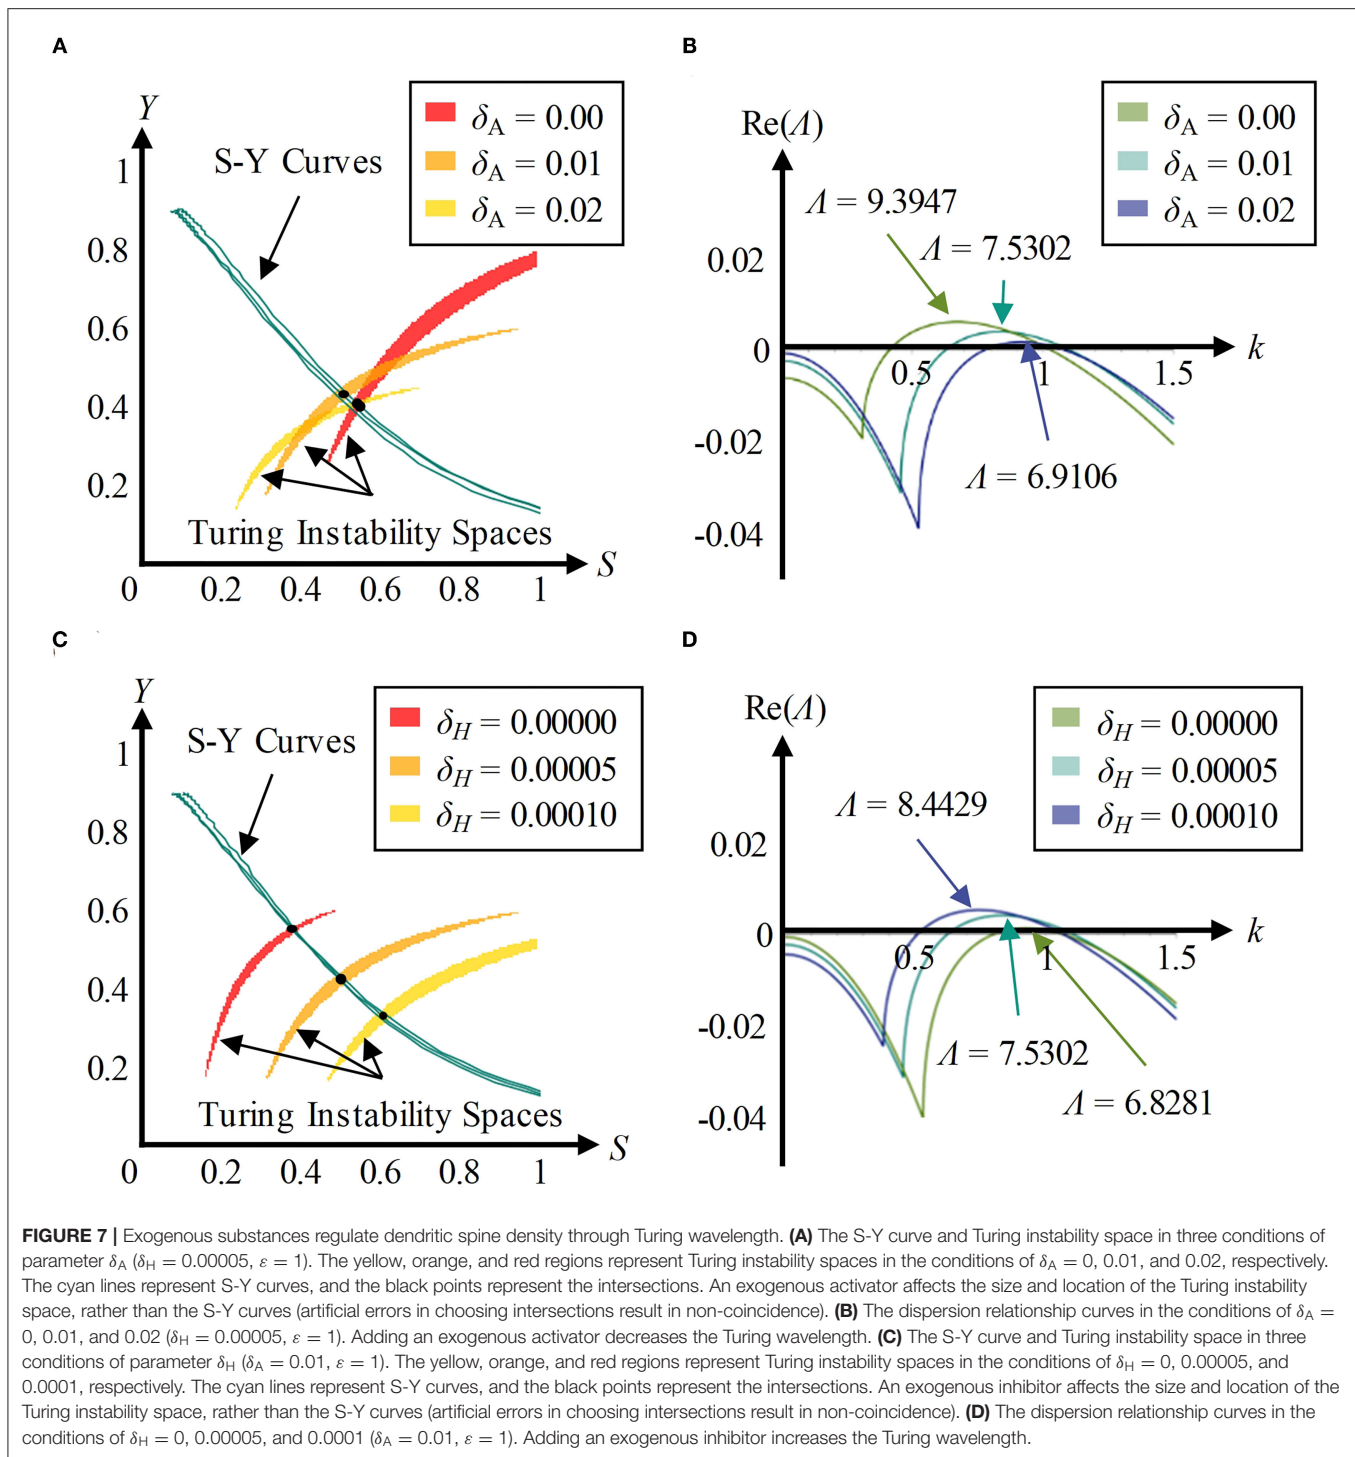 A
Y
δA = 0.00
δA = 0.01
δA = 0.02
S-Y Curves
1
0.8
0.6
0.4
0.2
Turing Instability Spaces
S
0 0.2 0.4 0.6 0.8 1
B
Re(Λ)
δA = 0.00
δA = 0.01
δA = 0.02
Λ = 9.3947
Λ = 7.5302
0.02
0
-0.02
-0.04
0.5 1 1.5
k
Λ = 6.9106
C
Y
δH = 0.00000
δH = 0.00005
δH = 0.00010
S-Y Curves
1
0.8
0.6
0.4
0.2
Turing Instability Spaces
S
0 0.2 0.4 0.6 0.8 1
D
Re(Λ)
δH = 0.00000
δH = 0.00005
δH = 0.00010
Λ = 8.4429
0.02
0
-0.02
-0.04
0.5 1 1.5
k
Λ = 7.5302
Λ = 6.8281
FIGURE 7 | Exogenous substances regulate dendritic spine density through Turing wavelength. (A) The S-Y curve and Turing instability space in three conditions of
parameter δA (δH = 0.00005, ε = 1). The yellow, orange, and red regions represent Turing instability spaces in the conditions of δA = 0, 0.01, and 0.02, respectively.
The cyan lines represent S-Y curves, and the black points represent the intersections. An exogenous activator affects the size and location of the Turing instability
space, rather than the S-Y curves (artificial errors in choosing intersections result in non-coincidence). (B) The dispersion relationship curves in the conditions of δA =
0, 0.01, and 0.02 (δH = 0.00005, ε = 1). Adding an exogenous activator decreases the Turing wavelength. (C) The S-Y curve and Turing instability space in three
conditions of parameter δH (δA = 0.01, ε = 1). The yellow, orange, and red regions represent Turing instability spaces in the conditions of δH = 0, 0.00005, and
0.0001, respectively. The cyan lines represent S-Y curves, and the black points represent the intersections. An exogenous inhibitor affects the size and location of the
Turing instability space, rather than the S-Y curves (artificial errors in choosing intersections result in non-coincidence). (D) The dispersion relationship curves in the
conditions of δH = 0, 0.00005, and 0.0001 (δA = 0.01, ε = 1). Adding an exogenous inhibitor increases the Turing wavelength.